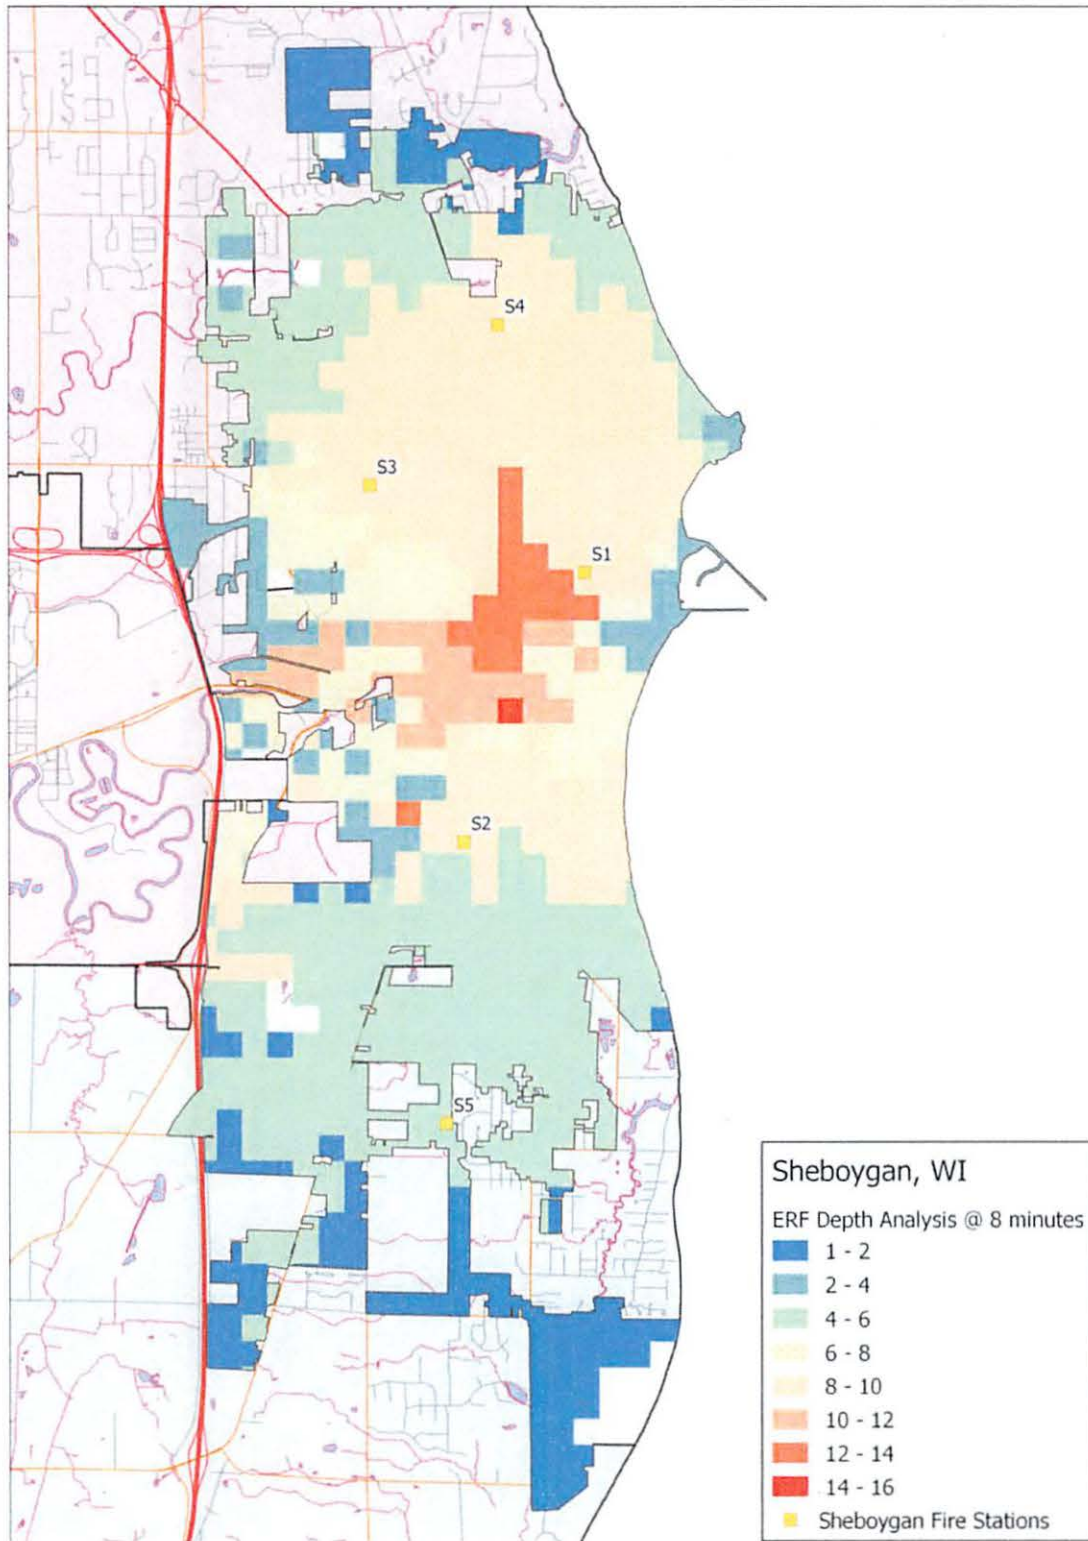 S4
S3
S1
S2
S5
Sheboygan, WI
ERF Depth Analysis @ 8 minutes
1 - 2
2 - 4
4 - 6
6 - 8
8 - 10
10 - 12
12 - 14
14 - 16
Sheboygan Fire Stations